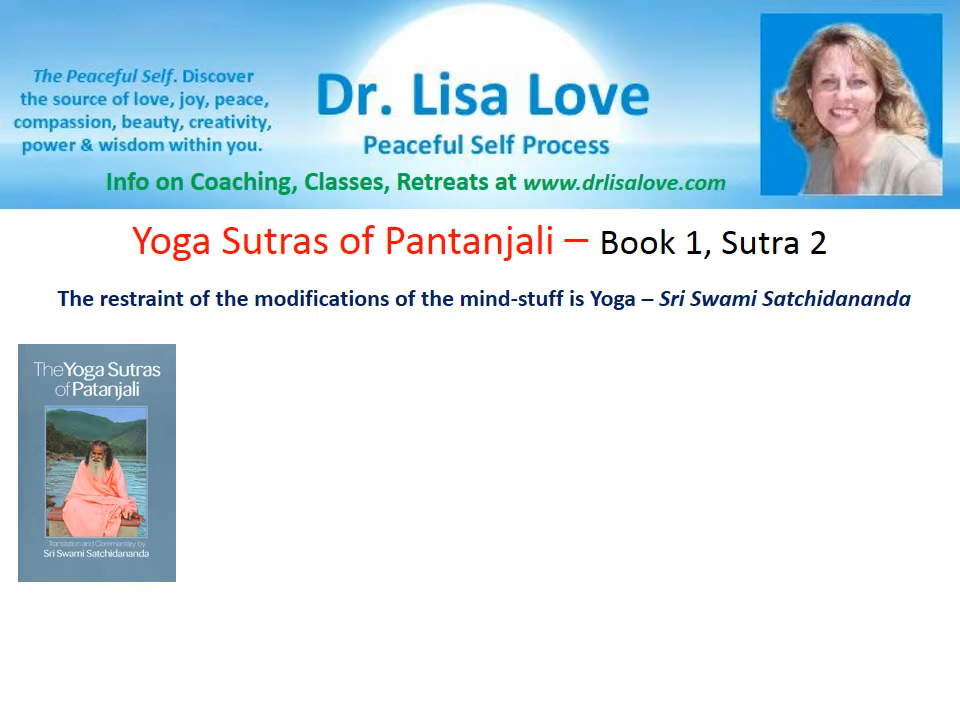 The Peaceful Self. Discover
the source of love, joy, peace,
compassion, beauty, creativity,
power & wisdom within you.
Dr. Lisa Love
Peaceful Self Process
Info on Coaching, Classes, Retreats at www.drlisalove.com
Yoga Sutras of Pantanjali – Book 1, Sutra 2
The restraint of the modifications of the mind-stuff is Yoga – Sri Swami Satchidananda
The Yoga Sutras
of Patanjali
Translation and Commentary by
Sri Swami Satchidananda